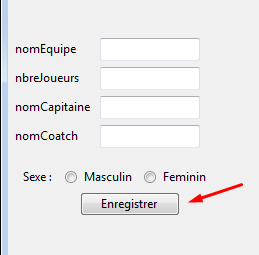 nomEquipe
nbreJoueurs
nomCapitaine
nomCoatch
Sexe : Masculin Feminin
Enregistrer